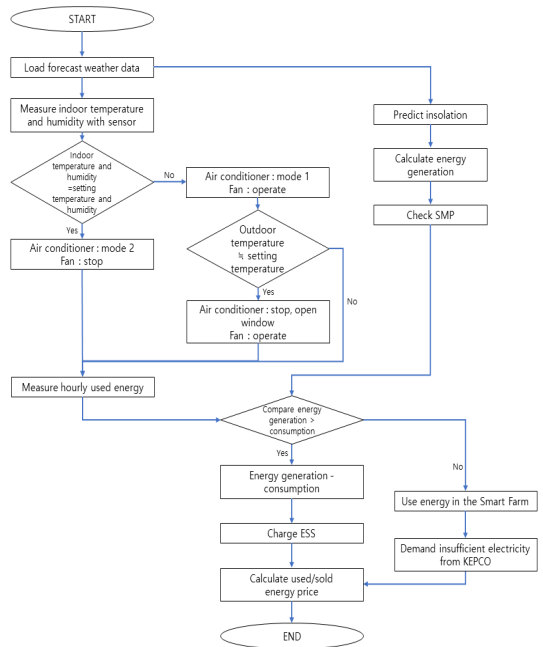 START
Load forecast weather data
Measure indoor temperature
and humidity with sensor
Predict insolation
Indoor
temperature and
humidity
=setting
temperature and
humidity
No
Yes
Air conditioner : mode 1
Fan : operate
Calculate energy
generation
Check SMP
Air conditioner : mode 2
Fan : stop
Outdoor
temperature
≒ setting
temperature
Yes
No
Air conditioner : stop, open
window
Fan : operate
Measure hourly used energy
Compare energy
generation >
consumption
Yes
No
Energy generation -
consumption
Use energy in the Smart Farm
Charge ESS
Demand insufficient electricity
from KEPCO
Calculate used/sold
energy price
END